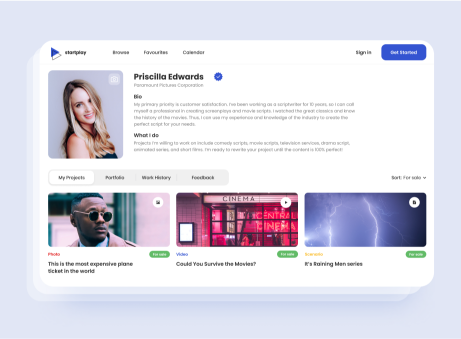 startplay
Browse Favourites Calendar
Sign in
Get Started
Priscilla Edwards
Paramount Pictures Corporation
Bio
My primary priority is customer satisfaction. I've been working as a scriptwriter for 10 years, so I can call
myself a professional in creating screenplays and movie scripts. I watched the great classics and know
the history of the movies. Thus, I can use my experience and knowledge of the industry to create the
perfect script for your needs.
What I do
Projects I'm willing to work on include comedy scripts, movie scripts, television services, drama script,
animated series, and short films. I'm ready to rewrite your project until the content is 100% perfect!
My Projects Portfolio Work History Feedback
Sort: For sale
CINEMA
CENTRAL
CINEMA
Photo
For sale
This is the most expensive plane
ticket in the world
Video
For sale
Could You Survive the Movies?
For sale
It's Raining Men series